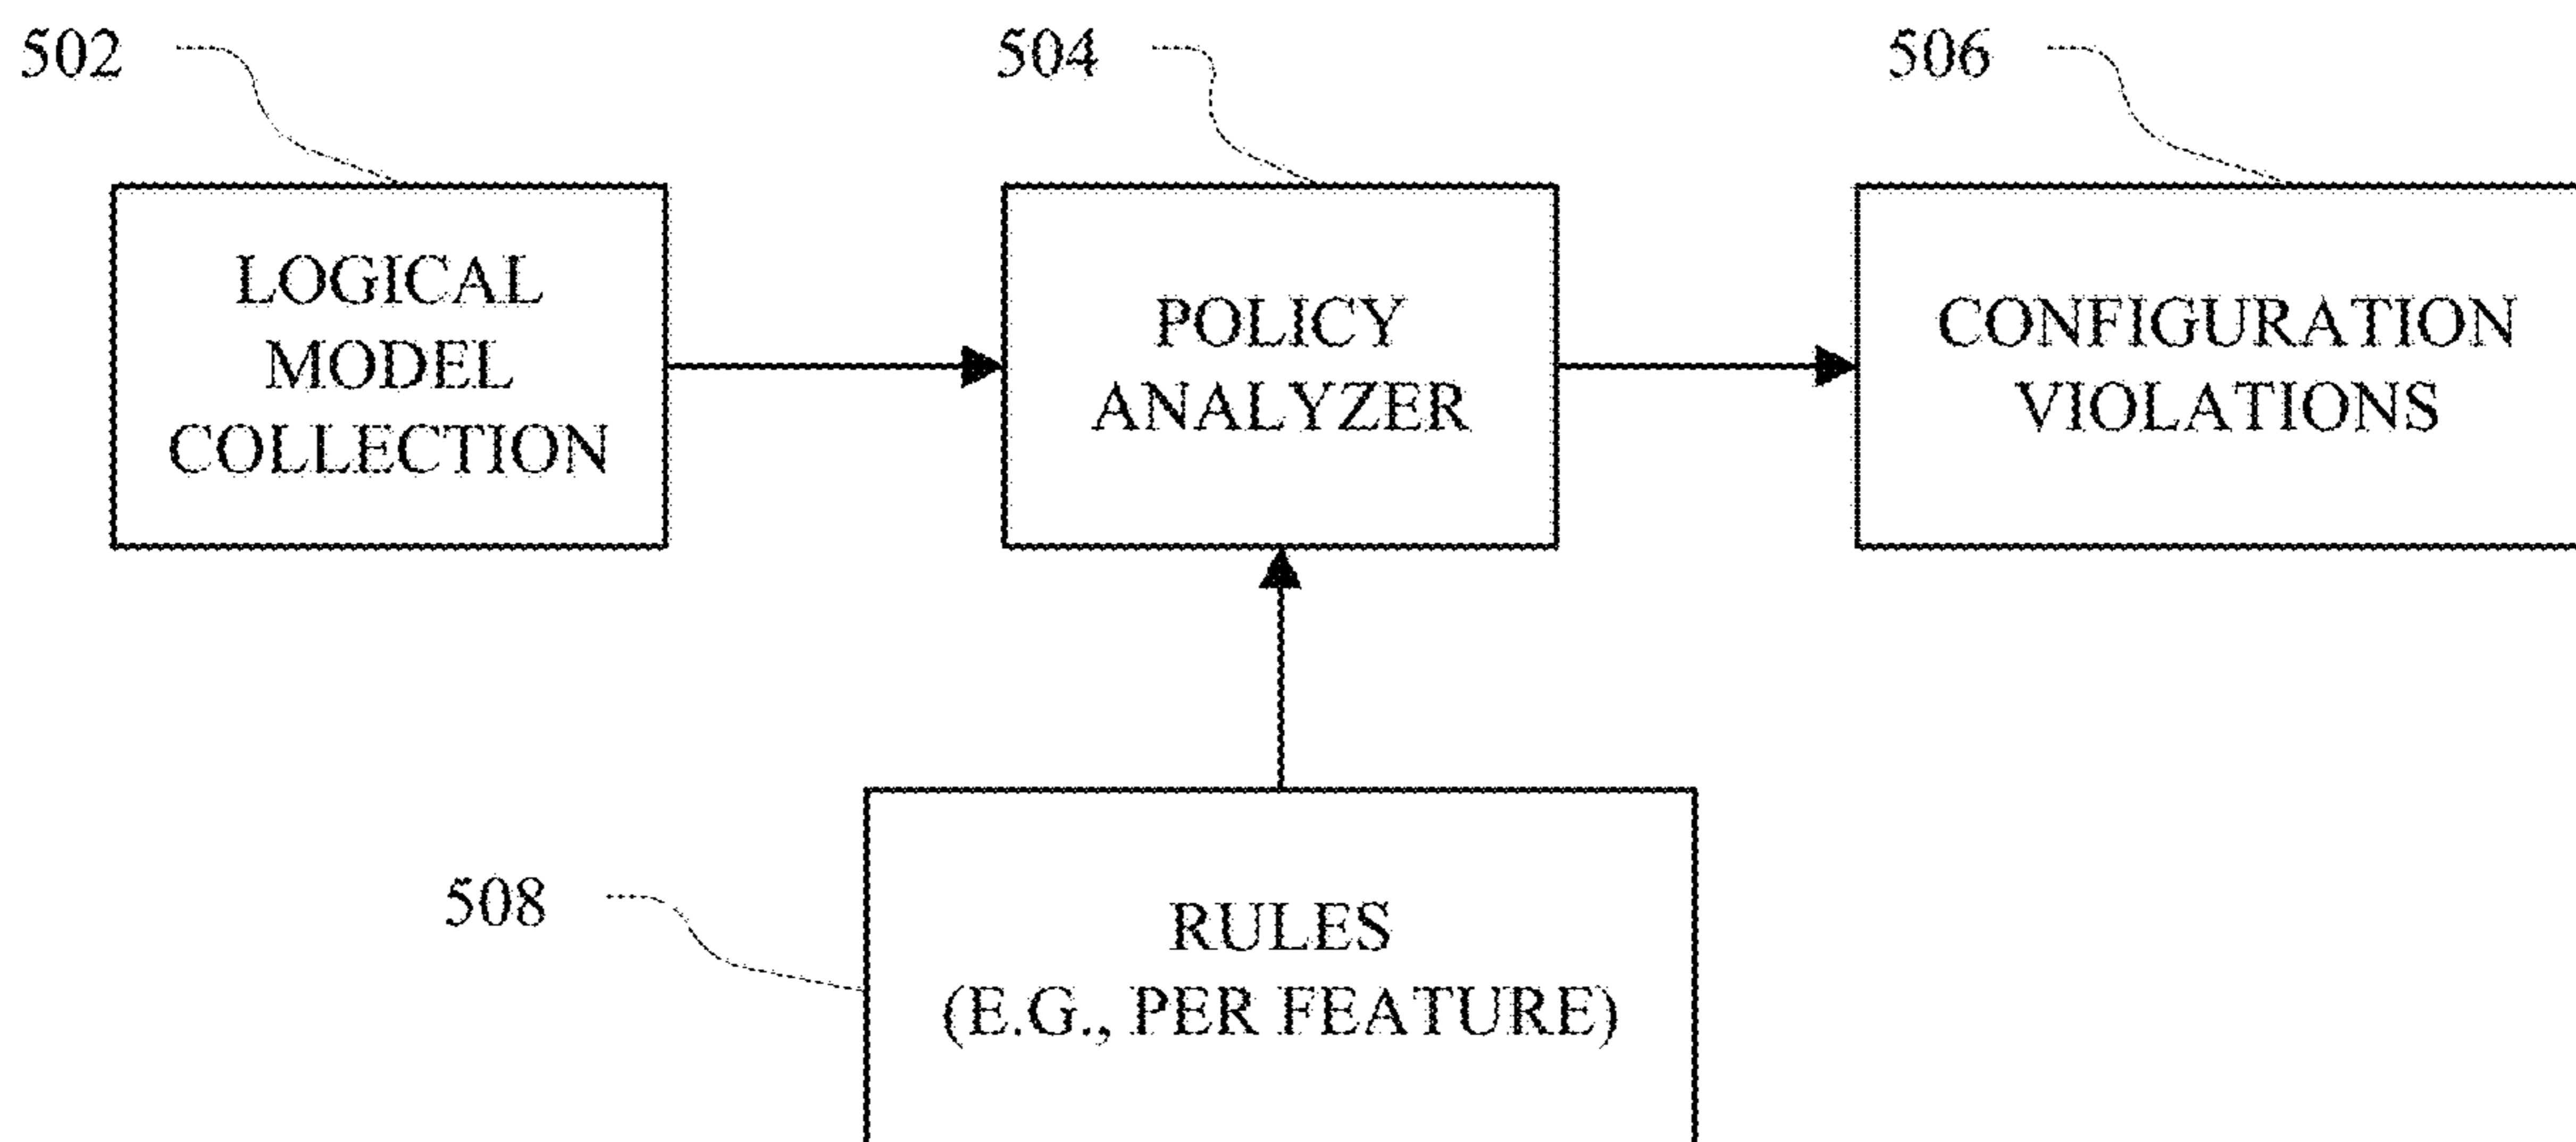 502
504
506
LOGICAL
MODEL
COLLECTION
POLICY
ANALYZER
CONFIGURATION
VIOLATIONS
508
RULES
(E.G., PER FEATURE)